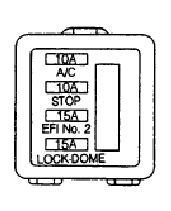 10A
A/C
10A
STOP
15A
EFI No. 2
15A
LOCK·DOME